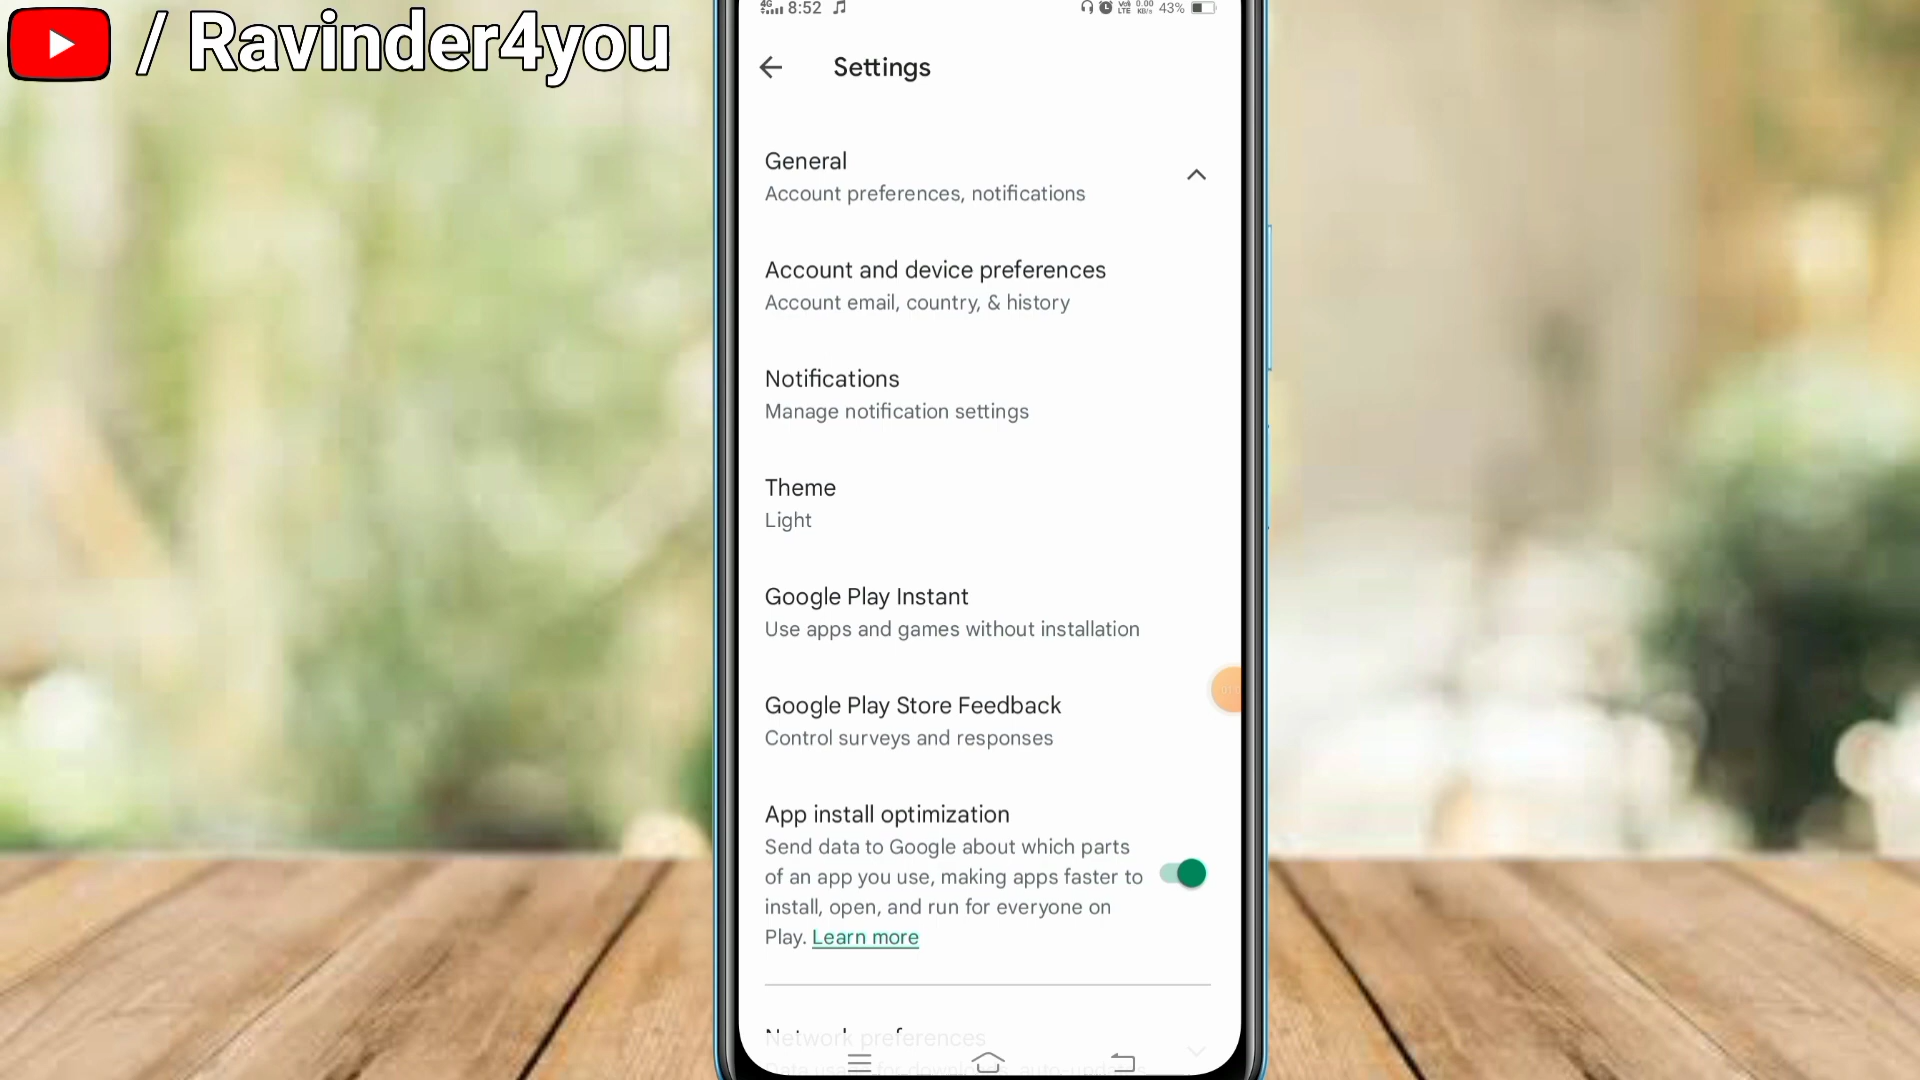 / Ravinder4you
4G 8:52 43%
Settings
General
Account preferences, notifications
Account and device preferences
Account email, country, & history
Notifications
Manage notification settings
Theme
Light
Google Play Instant
Use apps and games without installation
Google Play Store Feedback
Control surveys and responses
App install optimization
Send data to Google about which parts
of an app you use, making apps faster to
install, open, and run for everyone on
Play. Learn more
Network preferences